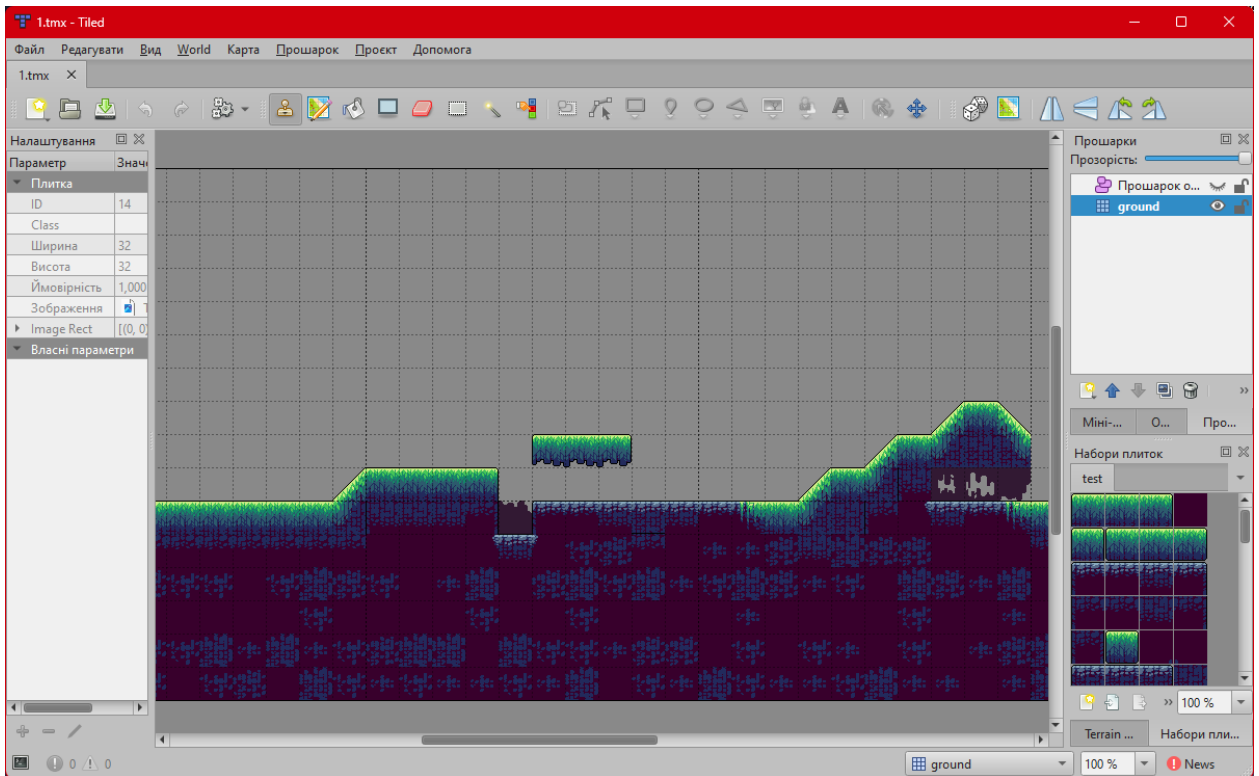 1.tmx - Tiled
Файл Редагувати Вид World Карта Прошарок Проєкт Допомога
1.tmx
Налаштування
Параметр Знач
Плитка
ID 14
Class
Ширина 32
Висота 32
Ймовірність 1,000
Зображення
Image Rect [(0, 0)
Власні параметри
0 0
Прошарки
Прозорість:
Прошарок о...
ground
Міні-... О... Про...
Набори плиток
test
100 %
Terrain ... Набори пли...
ground 100 % News